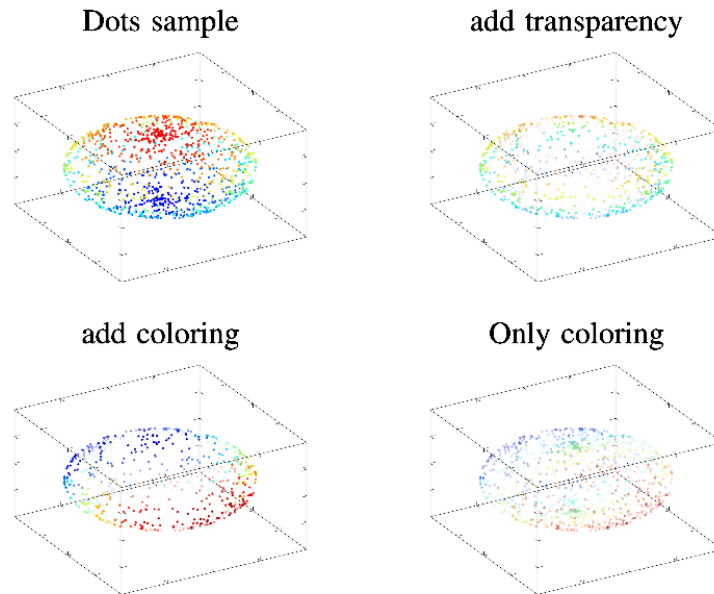 Dots sample
add transparency
add coloring
Only coloring